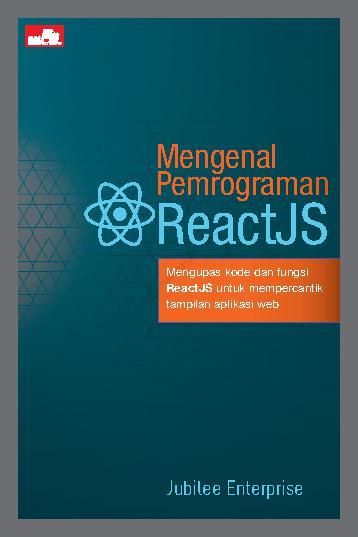 Mengenal
Pemrograman
ReactJS
Mengupas kode dan fungsi
ReactJS untuk mempercantik
tampilan aplikasi web
Jubilee Enterprise